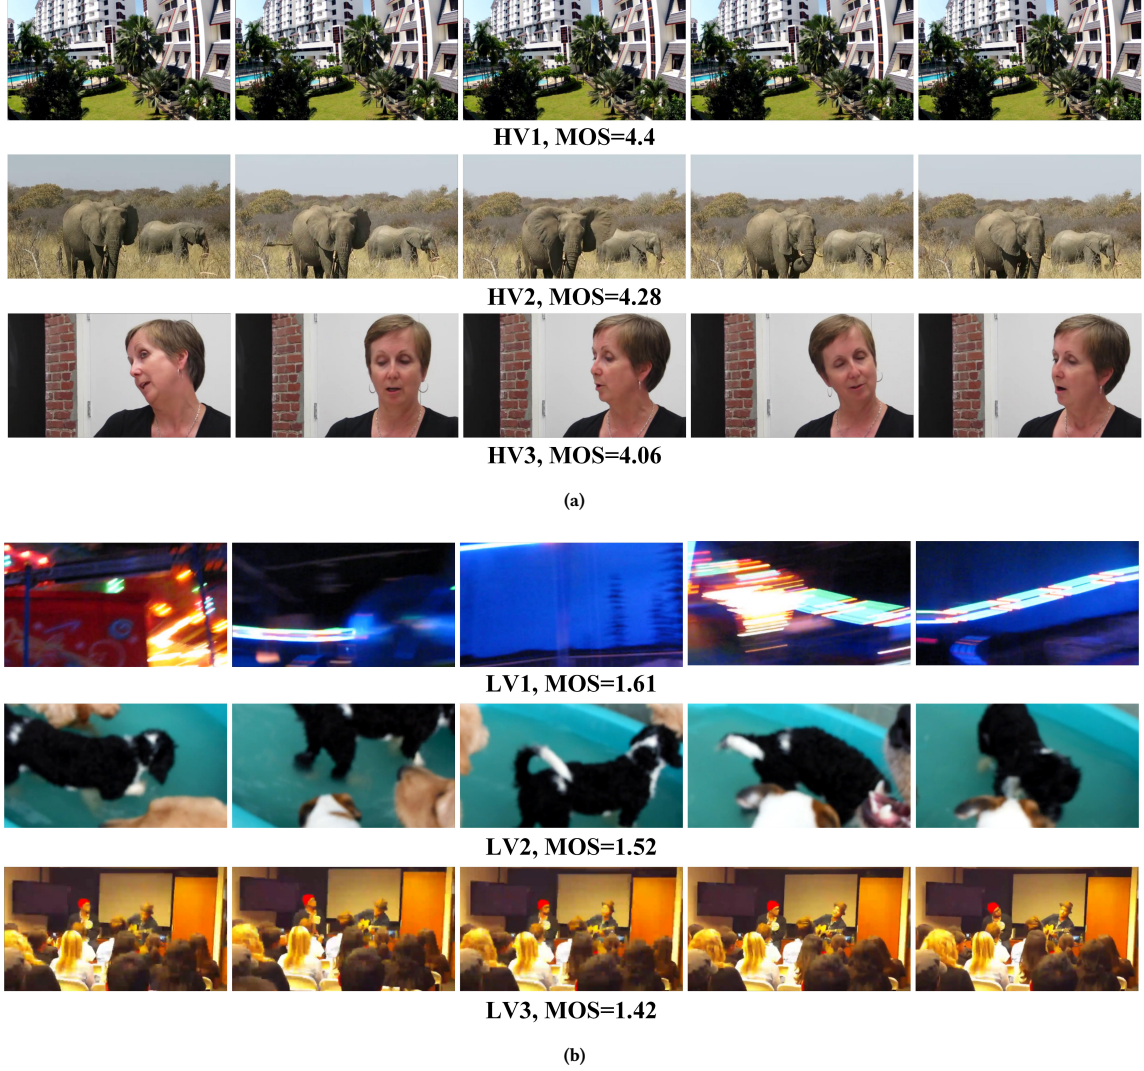 HV1, MOS=4.4
HV2, MOS=4.28
HV3, MOS=4.06
(a)
LV1, MOS=1.61
LV2, MOS=1.52
LV3, MOS=1.42
(b)